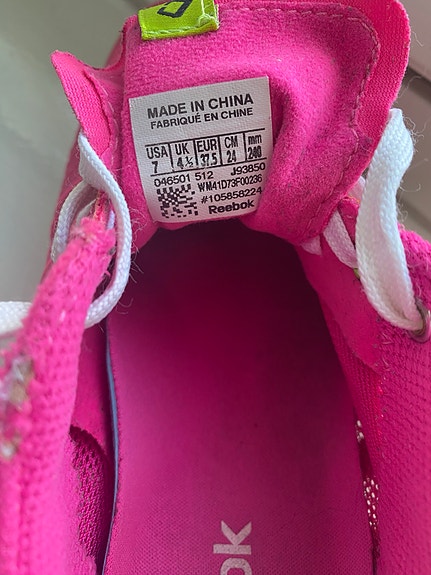 MADE IN CHINA
FABRIQUÉ EN CHINE
USA UK EUR CM mm
7 4½ 37.5 24 240
046501 512 J93850
WM41D73F00236
#105858224
Reebok
ok